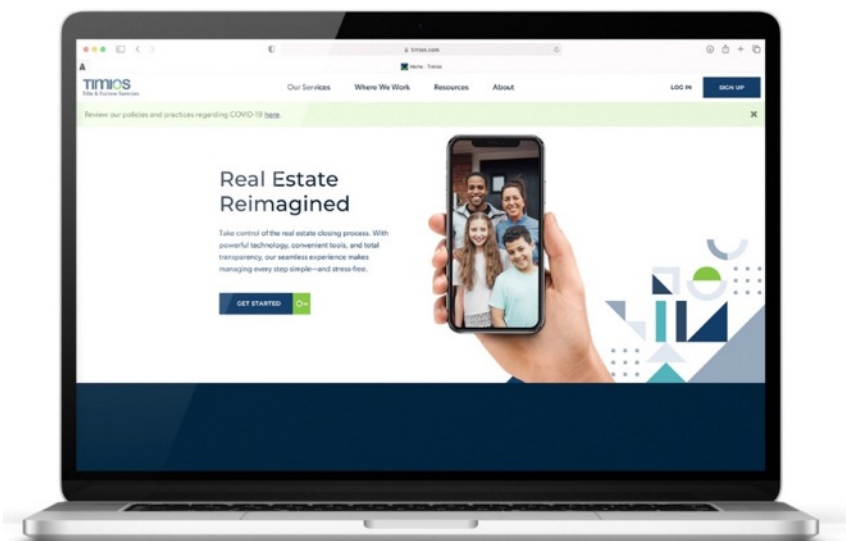 timios.com
Home - Timios
TIMIOS
Title & Escrow Services
Our Services
Where We Work
Resources
About
LOG IN
SIGN UP
Review our policies and practices regarding COVID-19 here.
Real Estate
Reimagined
Take control of the real estate closing process. With
powerful technology, convenient tools, and total
transparency, our seamless experience makes
managing every step simple—and stress-free.
GET STARTED